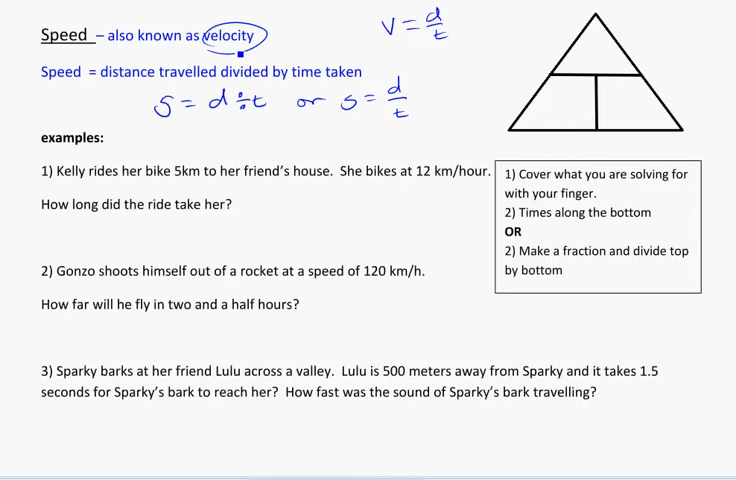 Speed – also known as velocity
v = d/t
Speed = distance travelled divided by time taken
s = d ÷ t or s = d/t
examples:
1) Kelly rides her bike 5km to her friend's house. She bikes at 12 km/hour.
How long did the ride take her?
2) Gonzo shoots himself out of a rocket at a speed of 120 km/h.
How far will he fly in two and a half hours?
3) Sparky barks at her friend Lulu across a valley. Lulu is 500 meters away from Sparky and it takes 1.5
seconds for Sparky's bark to reach her? How fast was the sound of Sparky's bark travelling?
1) Cover what you are solving for
with your finger.
2) Times along the bottom
OR
2) Make a fraction and divide top
by bottom